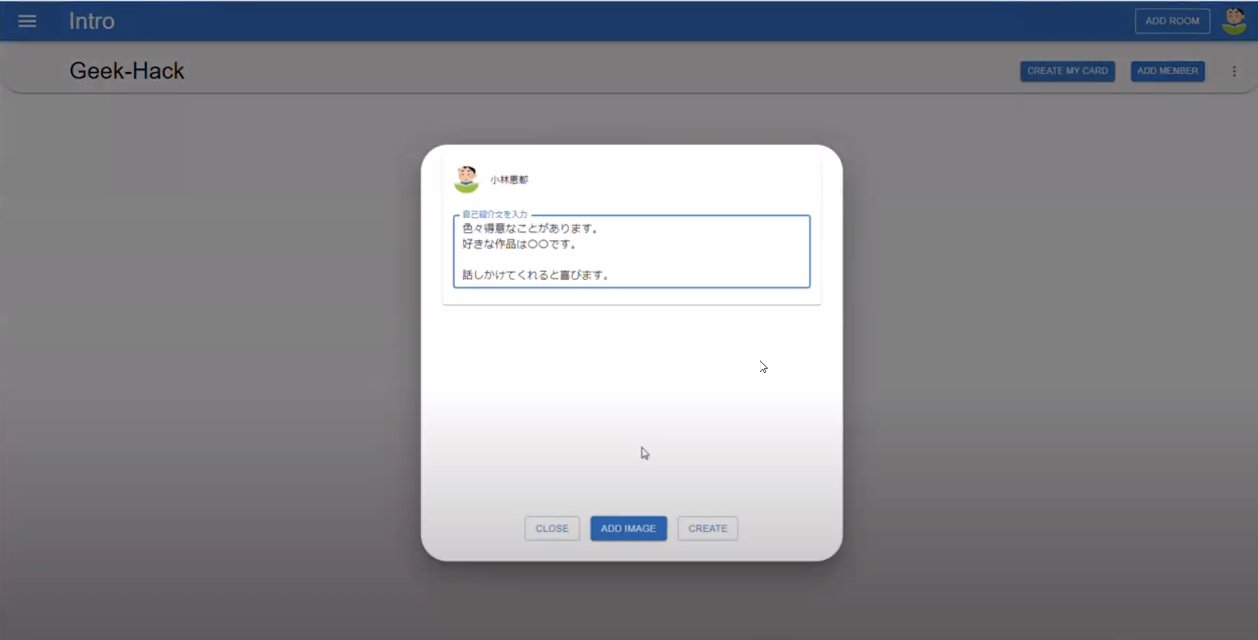 Intro
ADD ROOM
Geek-Hack
CREATE MY CARD
ADD MENBER
小林恵都
自己紹介文を入力
色々得意なことがあります。
好きな作品は〇〇です。
話しかけてくれると喜びます。
CLOSE
ADD IMAGE
CREATE